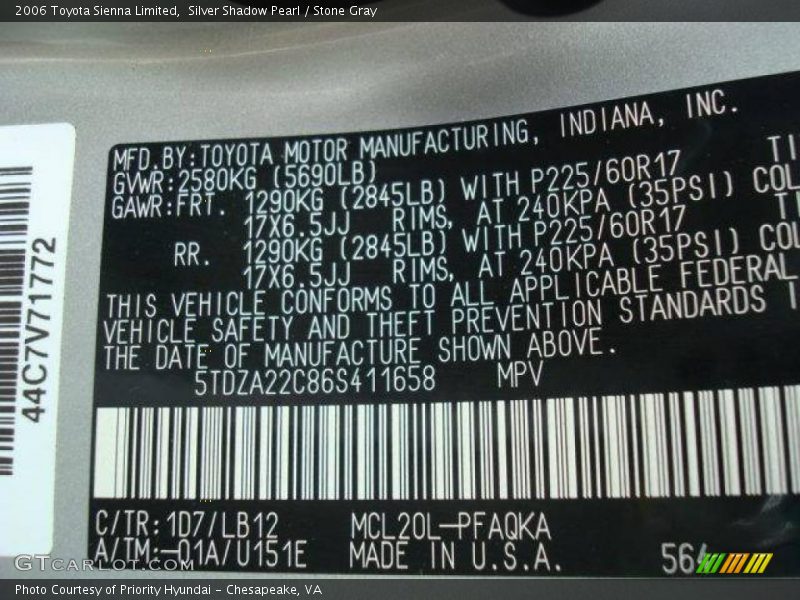 2006 Toyota Sienna Limited,  Silver Shadow Pearl / Stone Gray
MFD. BY: TOYOTA MOTOR MANUFACTURING, INDIANA, INC.
GVWR: 2580KG (5690LB)
GAWR: FRT. 1290KG (2845LB) WITH P225/60R17 TI
17X6.5JJ RIMS, AT 240KPA (35PSI) COL
RR. 1290KG (2845LB) WITH P225/60R17 TI
17X6.5JJ RIMS, AT 240KPA (35PSI) COL
THIS VEHICLE CONFORMS TO ALL APPLICABLE FEDERAL
VEHICLE SAFETY AND THEFT PREVENTION STANDARDS I
THE DATE OF MANUFACTURE SHOWN ABOVE.
5TDZA22C86S411658 MPV
C/TR: 1D7/LB12 MCL20L-PFAQKA
A/TM:-01A/U151E MADE IN U.S.A. 564
44C7V71772
GTcarlot.com
Photo Courtesy of Priority Hyundai - Chesapeake, VA